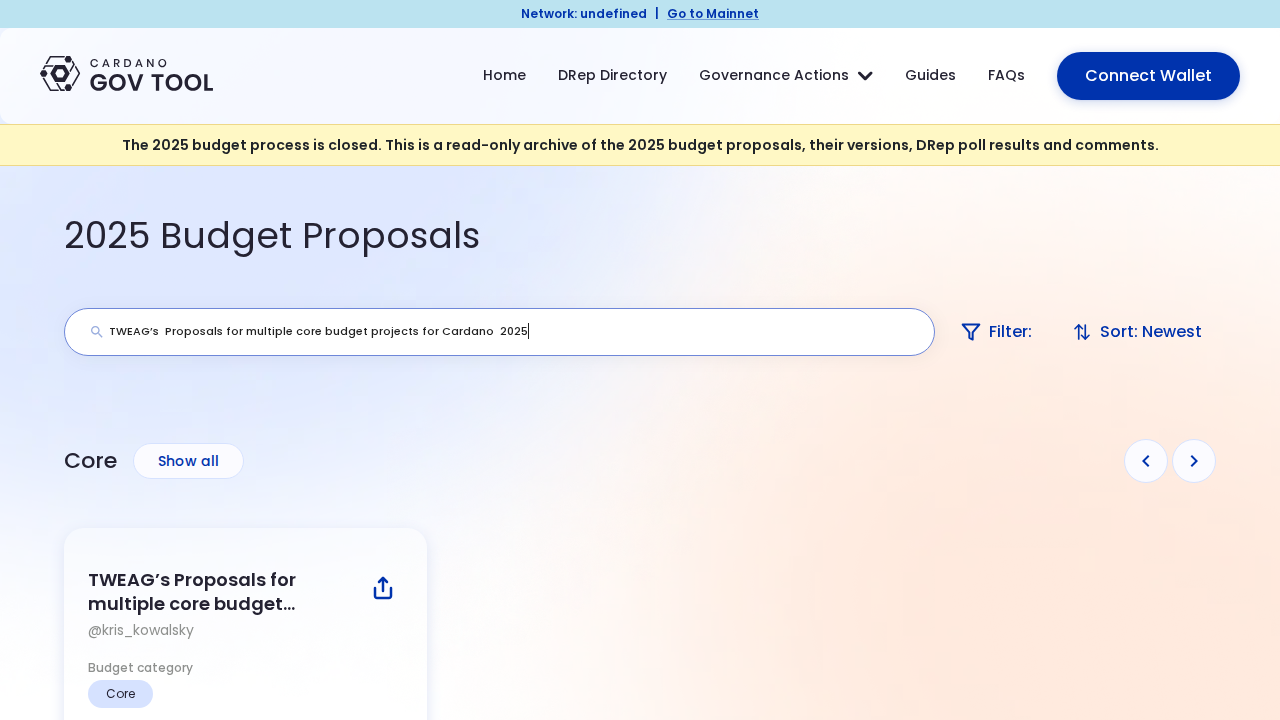 Network: undefined | Go to Mainnet
CARDANO
GOV TOOL
Home DRep Directory Governance Actions Guides FAQs Connect Wallet
The 2025 budget process is closed. This is a read-only archive of the 2025 budget proposals, their versions, DRep poll results and comments.
2025 Budget Proposals
TWEAG’s  Proposals for multiple core budget projects for Cardano  2025
Filter: Sort: Newest
Core Show all
TWEAG’s Proposals for
multiple core budget...
@kris_kowalsky
Budget category
Core